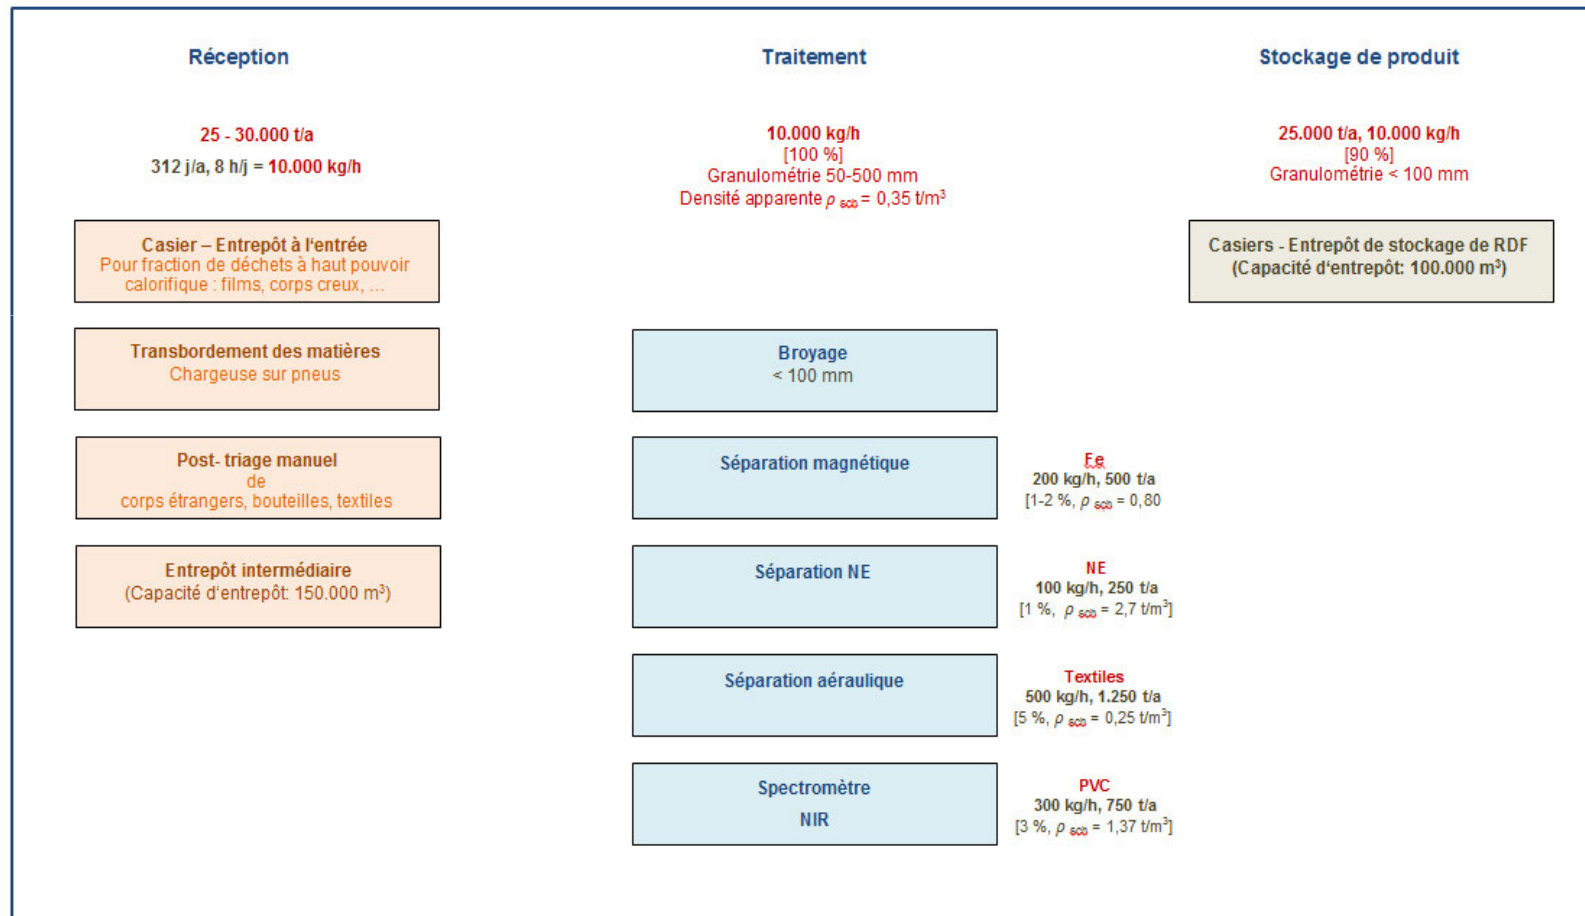 Réception
25 - 30.000 t/a
312 j/a, 8 h/j = 10.000 kg/h
Casier – Entrepôt à l‘entrée
Pour fraction de déchets à haut pouvoir
calorifique : films, corps creux, …
Transbordement des matières
Chargeuse sur pneus
Post- triage manuel
de
corps étrangers, bouteilles, textiles
Entrepôt intermédiaire
(Capacité d‘entrepôt: 150.000 m³)
Traitement
10.000 kg/h
[100 %]
Granulométrie 50-500 mm
Densité apparente ρ scb = 0,35 t/m³
Broyage
< 100 mm
Séparation magnétique
Fe
200 kg/h, 500 t/a
[1-2 %, ρ scb = 0,80
Séparation NE
NE
100 kg/h, 250 t/a
[1 %, ρ scb = 2,7 t/m³]
Séparation aéraulique
Textiles
500 kg/h, 1.250 t/a
[5 %, ρ scb = 0,25 t/m³]
Spectromètre
NIR
PVC
300 kg/h, 750 t/a
[3 %, ρ scb = 1,37 t/m³]
Stockage de produit
25.000 t/a, 10.000 kg/h
[90 %]
Granulométrie < 100 mm
Casiers - Entrepôt de stockage de RDF
(Capacité d‘entrepôt: 100.000 m³)